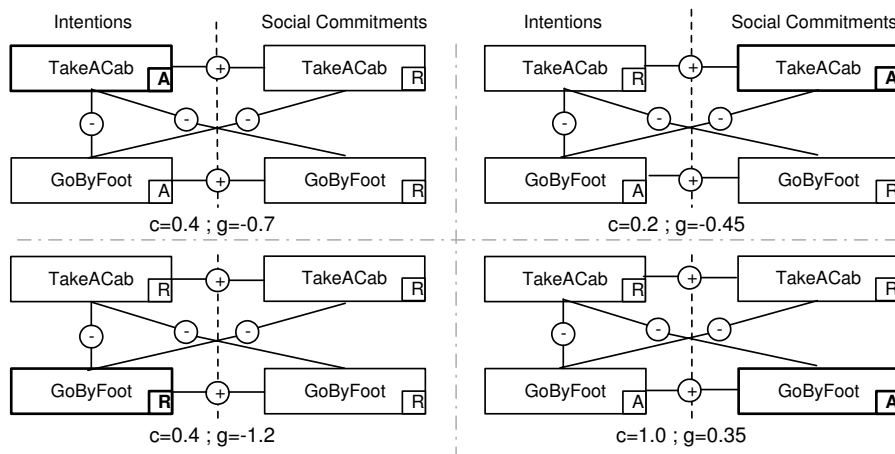 Intentions Social Commitments Intentions Social Commitments
TakeACab A + TakeACab R TakeACab R + TakeACab A
- - - - - -
GoByFoot A + GoByFoot R GoByFoot A + GoByFoot R
c=0.4 ; g=-0.7 c=0.2 ; g=-0.45
TakeACab R + TakeACab R TakeACab R + TakeACab R
- - - - - -
GoByFoot R + GoByFoot R GoByFoot A + GoByFoot A
c=0.4 ; g=-1.2 c=1.0 ; g=0.35